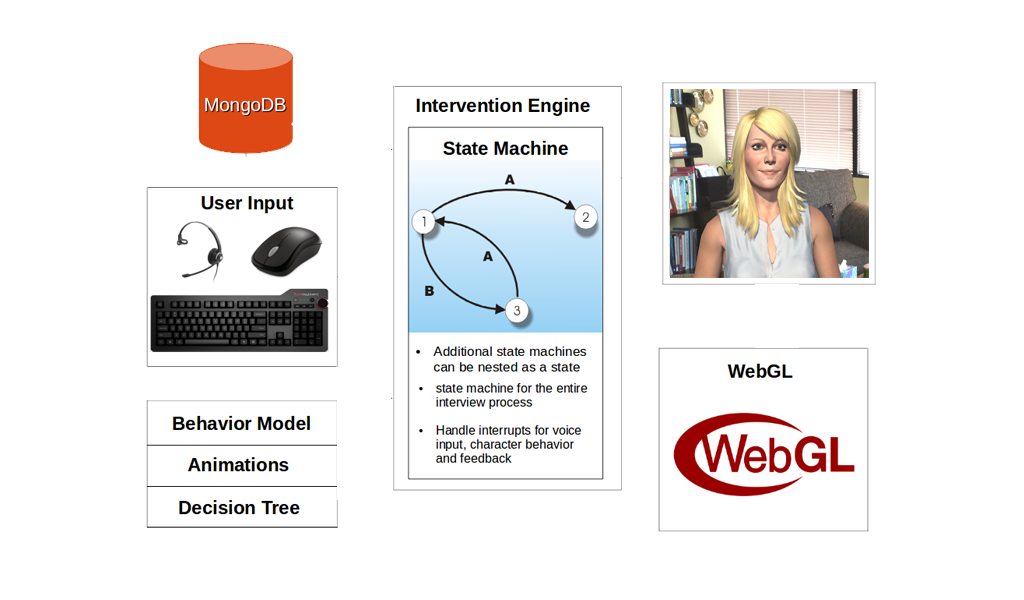 MongoDB
User Input
Behavior Model
Animations
Decision Tree
Intervention Engine
State Machine
A
1
2
A
B
3
• Additional state machines
can be nested as a state
• state machine for the entire
interview process
• Handle interrupts for voice
input, character behavior
and feedback
WebGL
WebGL